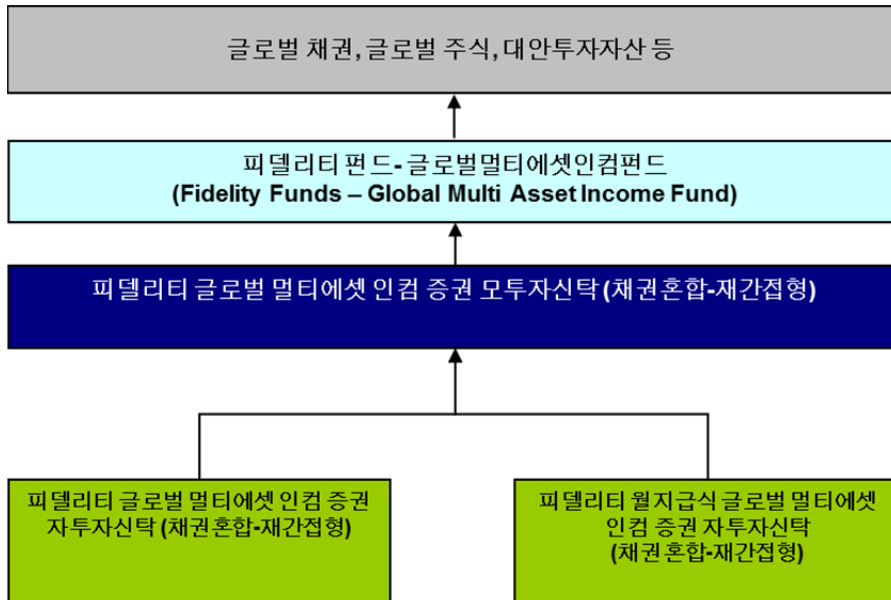 글로벌 채권, 글로벌 주식, 대안투자자산 등
피델리티 펀드- 글로벌멀티에셋인컴펀드
(Fidelity Funds – Global Multi Asset Income Fund)
피델리티 글로벌 멀티에셋 인컴 증권 모투자신탁 (채권혼합-재간접형)
피델리티 글로벌 멀티에셋 인컴 증권
자투자신탁 (채권혼합-재간접형)
피델리티 월지급식 글로벌 멀티에셋
인컴 증권 자투자신탁
(채권혼합-재간접형)